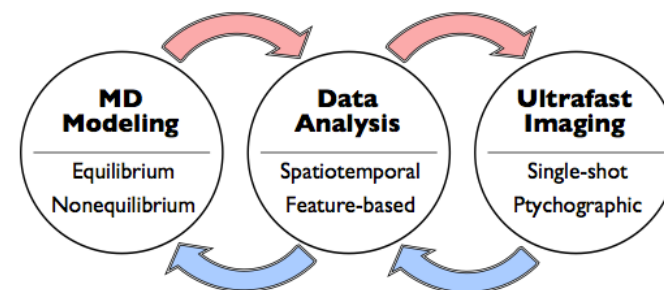 MD
Modeling
Equilibrium
Nonequilibrium
Data
Analysis
Spatiotemporal
Feature-based
Ultrafast
Imaging
Single-shot
Ptychographic